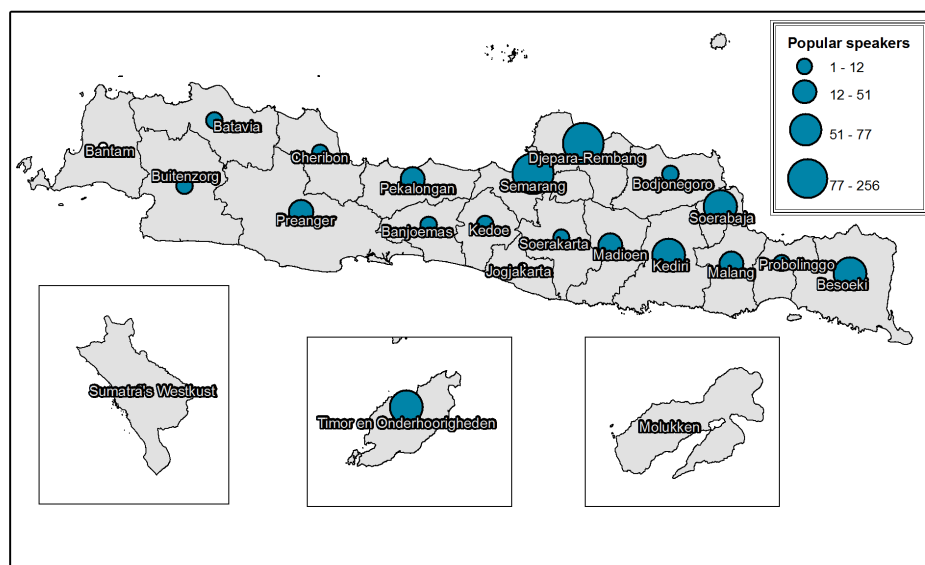 Popular speakers
1 - 12
12 - 51
51 - 77
77 - 256
Batavia
Bantam
Cheribon
Buitenzorg
Pekalongan
Preanger
Banjoemas
Kedoe
Semarang
Djepara-Rembang
Bodjonegoro
Soerabaja
Soerakarta
Madioen
Jogjakarta
Kediri
Malang
Probolinggo
Besoeki
Sumatra's Westkust
Timor en Onderhoorigheden
Molukken